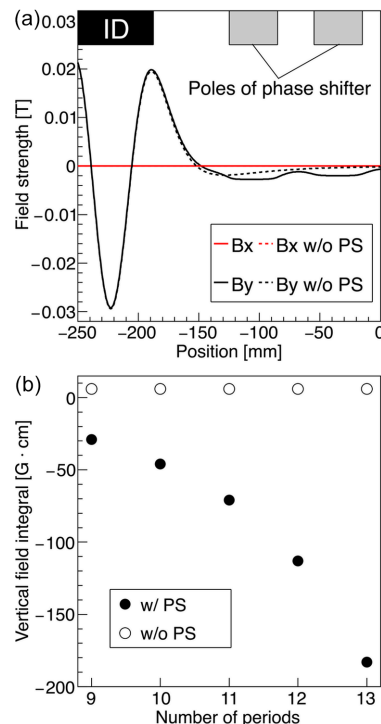 (a)
ID
Poles of phase shifter
Field strength [T]
0.03
0.02
0.01
0
−0.01
−0.02
−0.03
Bx Bx w/o PS
By By w/o PS
−250 −200 −150 −100 −50 0
Position [mm]
(b)
Vertical field integral [G · cm]
0
−50
−100
−150
−200
w/ PS
w/o PS
9 10 11 12 13
Number of periods